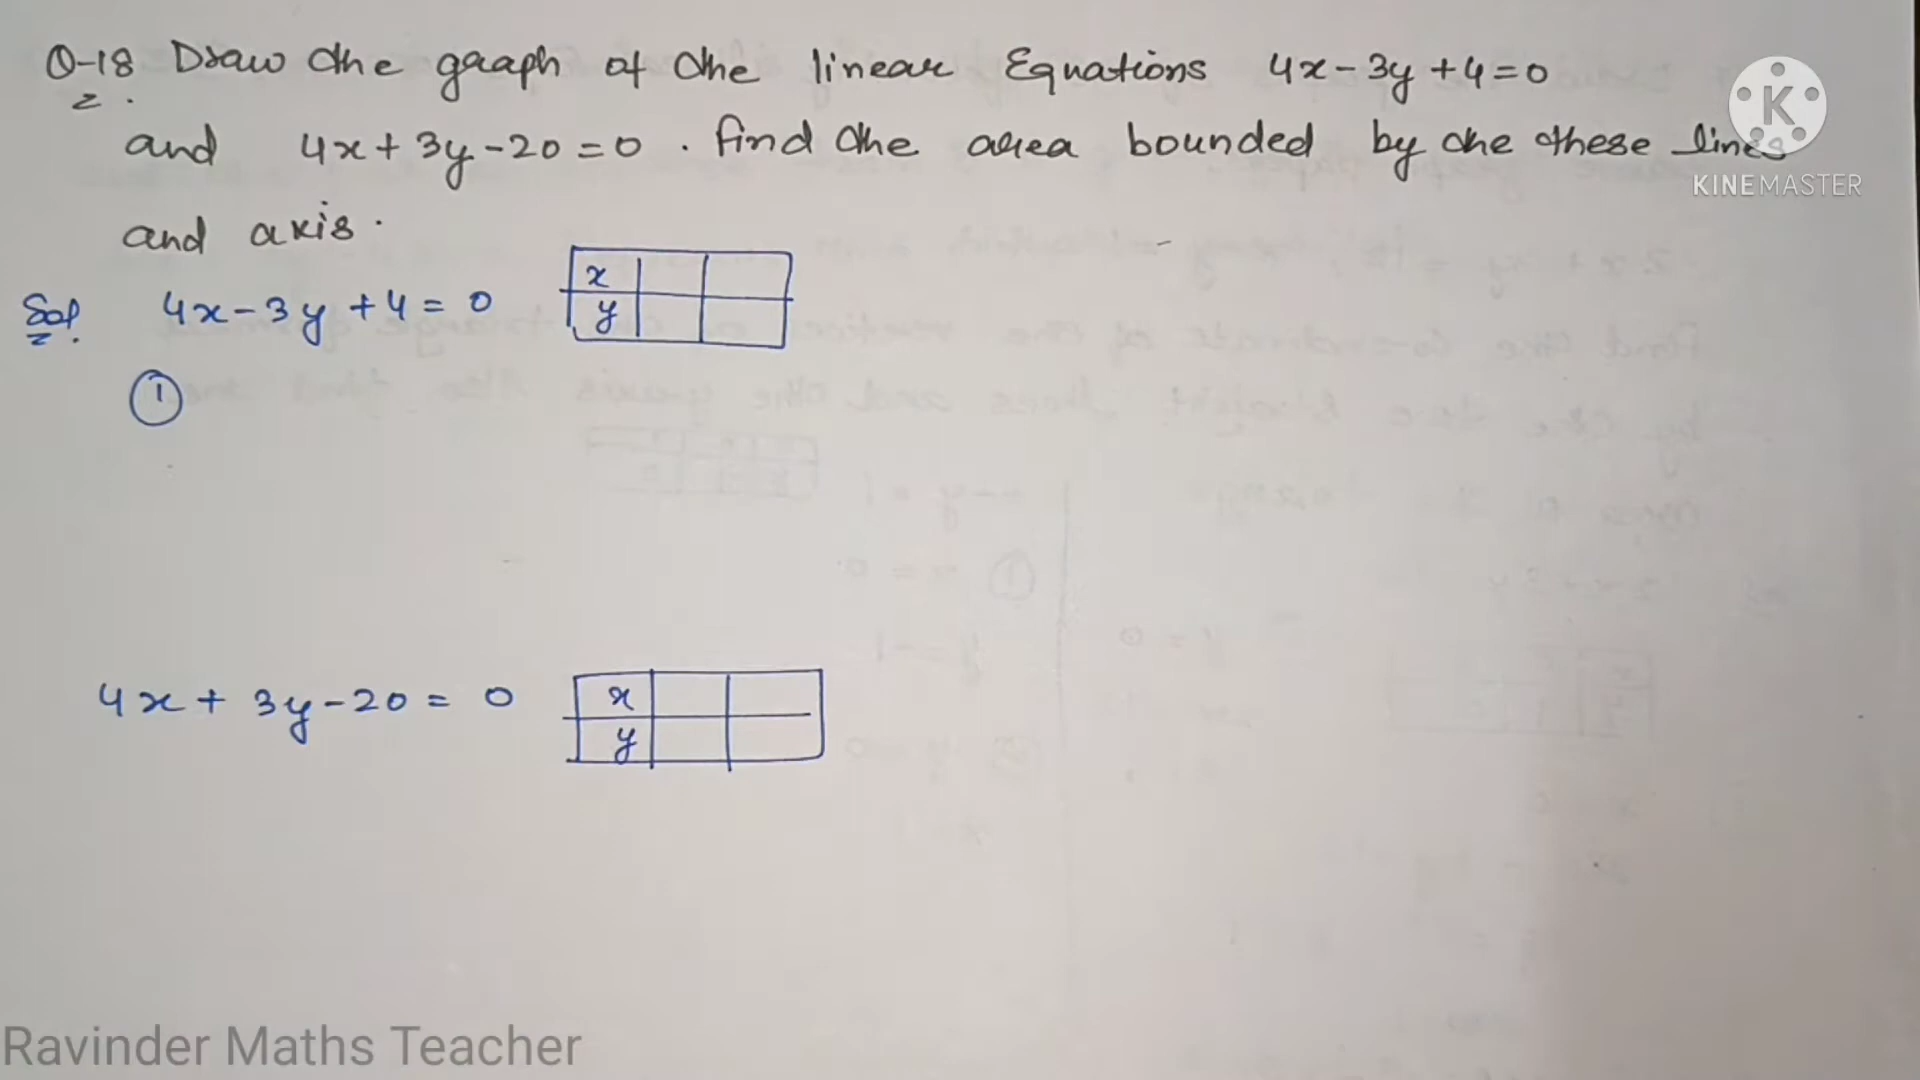 Q-18 Draw the graph of the linear Equations 4x-3y+4=0
and 4x+3y-20=0. find the area bounded by the these lines
and axis.
KINEMASTER
Sol. 4x-3y+4=0
x
y
①
4x+3y-20=0
x
y
Ravinder Maths Teacher